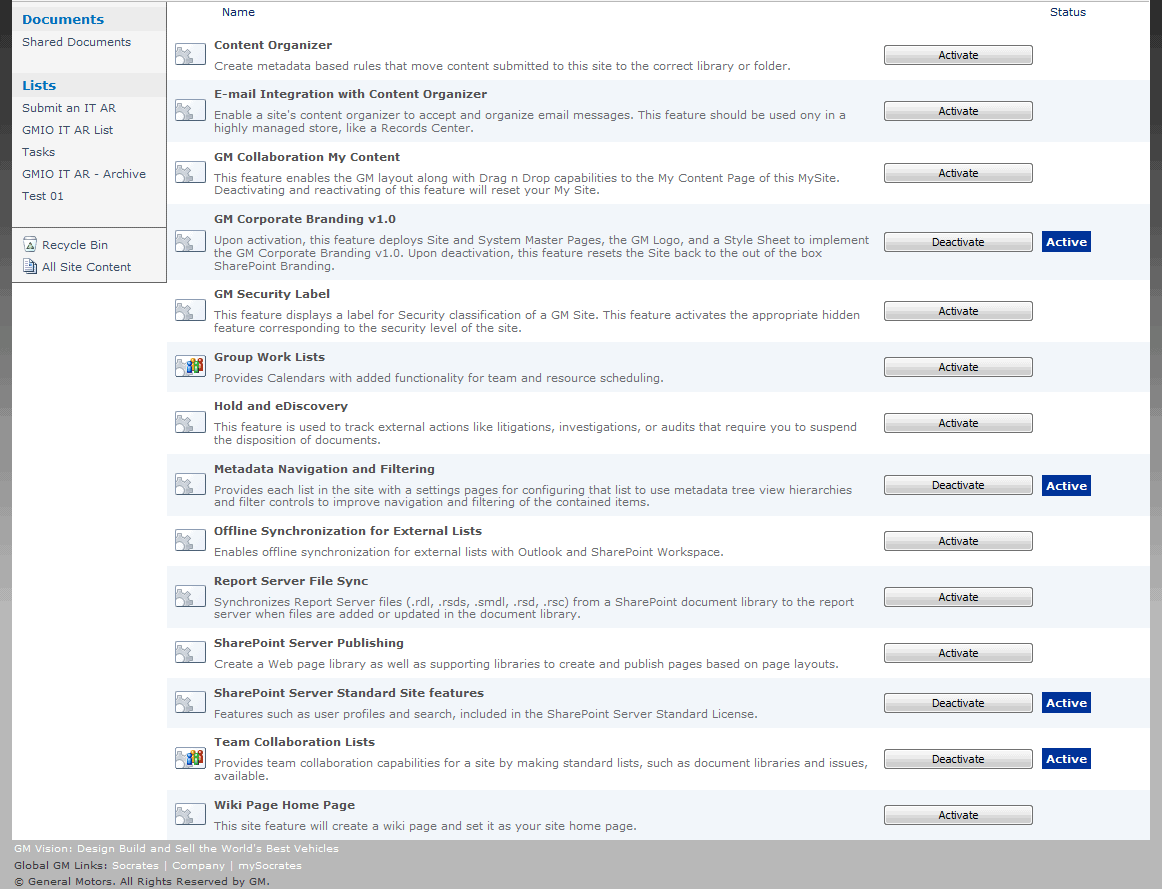 Documents
Shared Documents
Lists
Submit an IT AR
GMIO IT AR List
Tasks
GMIO IT AR - Archive
Test 01
Recycle Bin
All Site Content
Name Status
Content Organizer
Create metadata based rules that move content submitted to this site to the correct library or folder.
Activate
E-mail Integration with Content Organizer
Enable a site's content organizer to accept and organize email messages. This feature should be used ony in a
highly managed store, like a Records Center.
Activate
GM Collaboration My Content
This feature enables the GM layout along with Drag n Drop capabilities to the My Content Page of this MySite.
Deactivating and reactivating of this feature will reset your My Site.
Activate
GM Corporate Branding v1.0
Upon activation, this feature deploys Site and System Master Pages, the GM Logo, and a Style Sheet to implement
the GM Corporate Branding v1.0. Upon deactivation, this feature resets the Site back to the out of the box
SharePoint Branding.
Deactivate Active
GM Security Label
This feature displays a label for Security classification of a GM Site. This feature activates the appropriate hidden
feature corresponding to the security level of the site.
Activate
Group Work Lists
Provides Calendars with added functionality for team and resource scheduling.
Activate
Hold and eDiscovery
This feature is used to track external actions like litigations, investigations, or audits that require you to suspend
the disposition of documents.
Activate
Metadata Navigation and Filtering
Provides each list in the site with a settings pages for configuring that list to use metadata tree view hierarchies
and filter controls to improve navigation and filtering of the contained items.
Deactivate Active
Offline Synchronization for External Lists
Enables offline synchronization for external lists with Outlook and SharePoint Workspace.
Activate
Report Server File Sync
Synchronizes Report Server files (.rdl, .rsds, .smdl, .rsd, .rsc) from a SharePoint document library to the report
server when files are added or updated in the document library.
Activate
SharePoint Server Publishing
Create a Web page library as well as supporting libraries to create and publish pages based on page layouts.
Activate
SharePoint Server Standard Site features
Features such as user profiles and search, included in the SharePoint Server Standard License.
Deactivate Active
Team Collaboration Lists
Provides team collaboration capabilities for a site by making standard lists, such as document libraries and issues,
available.
Deactivate Active
Wiki Page Home Page
This site feature will create a wiki page and set it as your site home page.
Activate
GM Vision: Design Build and Sell the World's Best Vehicles
Global GM Links: Socrates | Company | mySocrates
© General Motors. All Rights Reserved by GM.